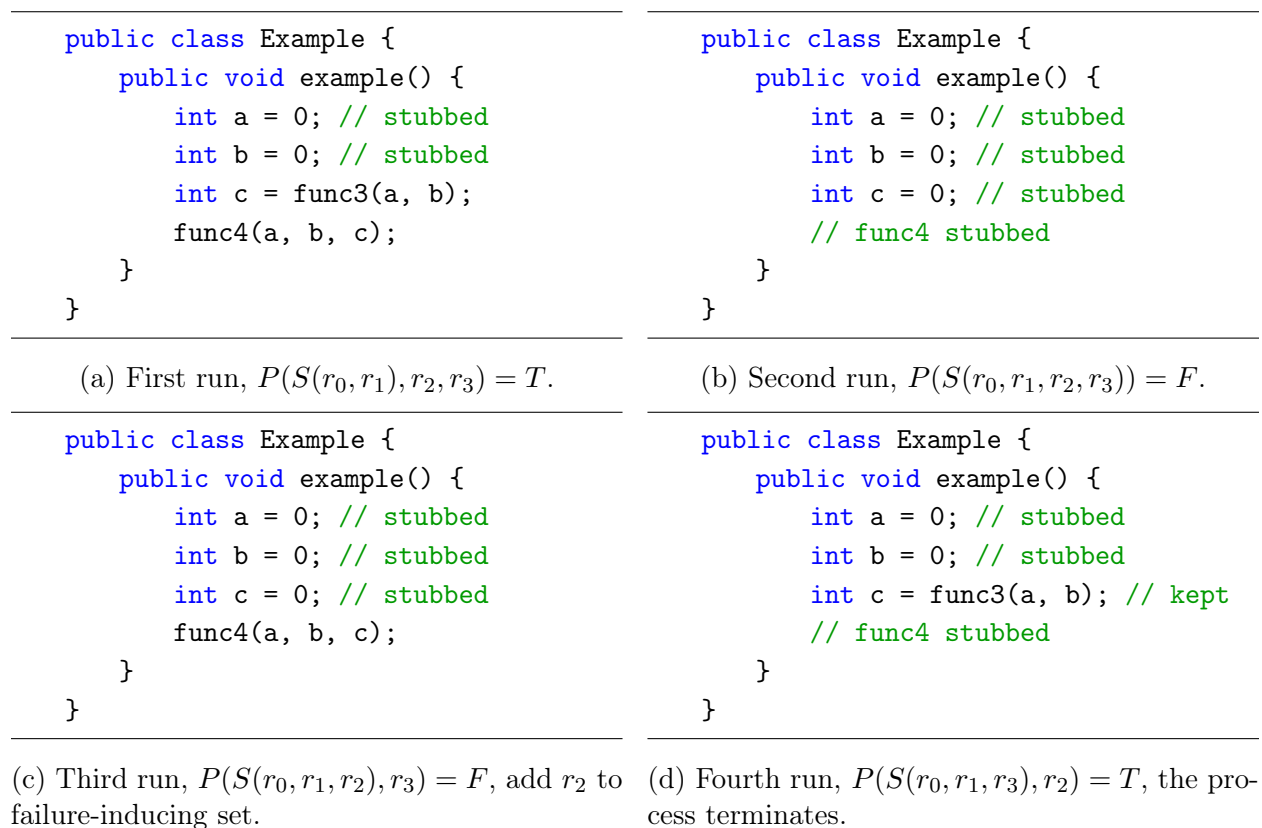 public class Example {
public void example() {
int a = 0; // stubbed
int b = 0; // stubbed
int c = func3(a, b);
func4(a, b, c);
}
}
(a) First run, P(S(r₀, r₁), r₂, r₃) = T.
public class Example {
public void example() {
int a = 0; // stubbed
int b = 0; // stubbed
int c = 0; // stubbed
// func4 stubbed
}
}
(b) Second run, P(S(r₀, r₁, r₂, r₃)) = F.
public class Example {
public void example() {
int a = 0; // stubbed
int b = 0; // stubbed
int c = 0; // stubbed
func4(a, b, c);
}
}
(c) Third run, P(S(r₀, r₁, r₂), r₃) = F, add r₂ to
failure-inducing set.
public class Example {
public void example() {
int a = 0; // stubbed
int b = 0; // stubbed
int c = func3(a, b); // kept
// func4 stubbed
}
}
(d) Fourth run, P(S(r₀, r₁, r₃), r₂) = T, the pro-
cess terminates.